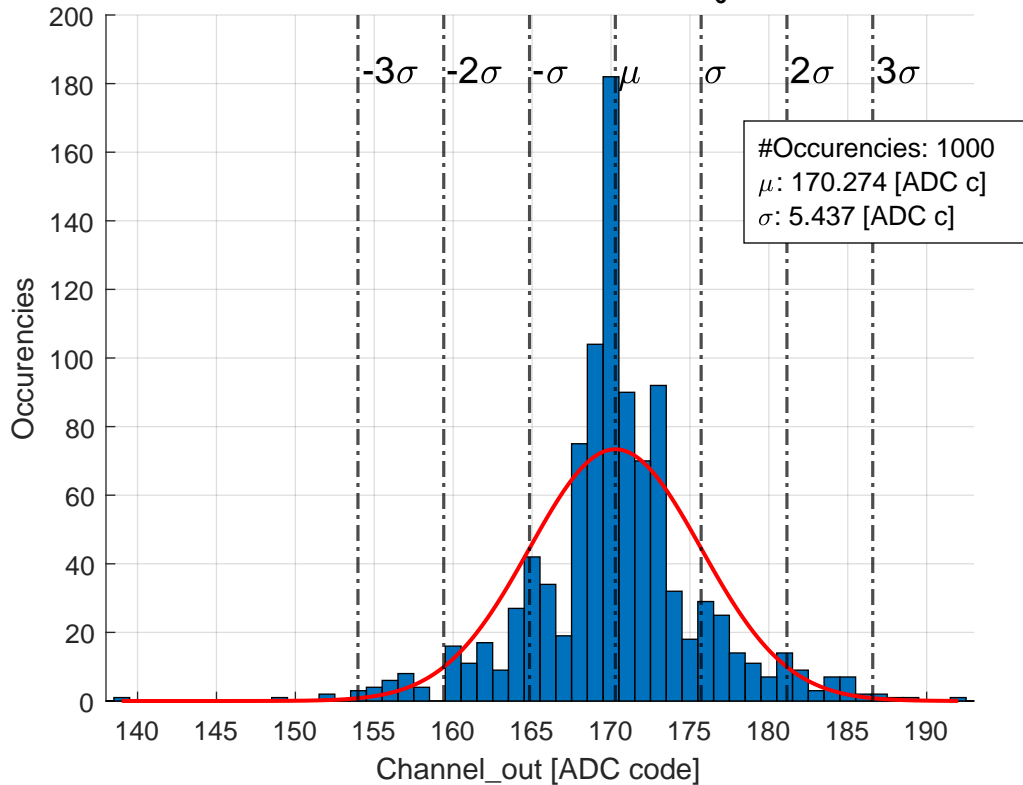 200
180
160
140
120
100
80
60
40
20
0
Occurencies
-3σ
-2σ
-σ
μ
σ
2σ
3σ
#Occurencies: 1000
μ: 170.274 [ADC c]
σ: 5.437 [ADC c]
140
145
150
155
160
165
170
175
180
185
190
Channel_out [ADC code]